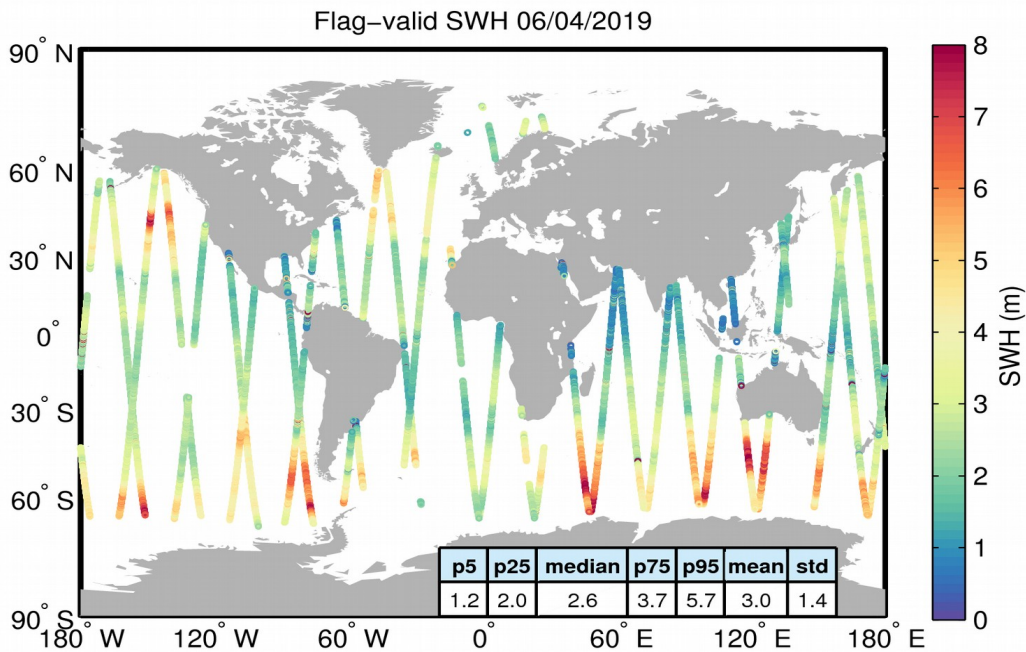 Flag−valid SWH 06/04/2019
90° N
60° N
30° N
0°
30° S
60° S
90° S
180° W
120° W
60° W
0°
60° E
120° E
180° E
p5 p25 median p75 p95 mean std
1.2 2.0 2.6 3.7 5.7 3.0 1.4
8
7
6
5
4
3
2
1
0
SWH (m)